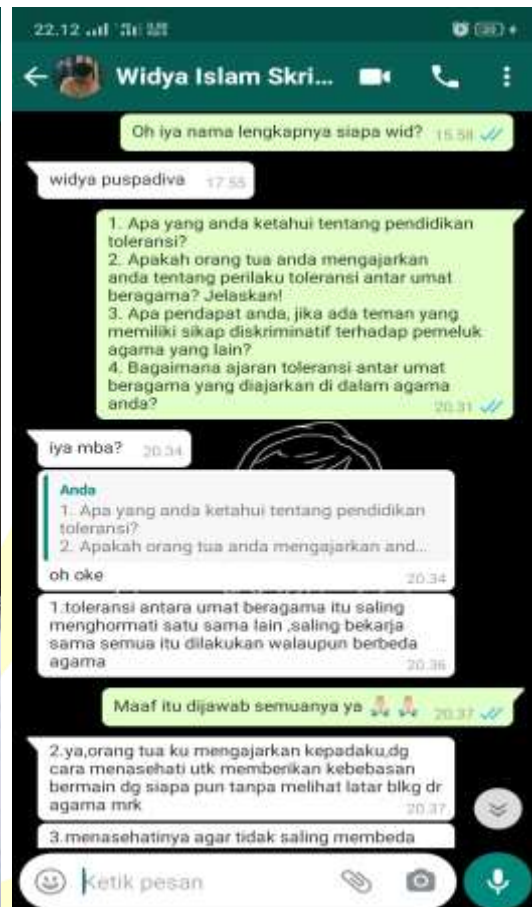 22.12
Widya Islam Skri...
Oh iya nama lengkapnya siapa wid? 15.58
widya puspadiva 17.55
1. Apa yang anda ketahui tentang pendidikan
toleransi?
2. Apakah orang tua anda mengajarkan
anda tentang perilaku toleransi antar umat
beragama? Jelaskan!
3. Apa pendapat anda, jika ada teman yang
memiliki sikap diskriminatif terhadap pemeluk
agama yang lain?
4. Bagaimana ajaran toleransi antar umat
beragama yang diajarkan di dalam agama
anda? 20.31
iya mba? 20.34
Anda
1. Apa yang anda ketahui tentang pendidikan
toleransi?
2. Apakah orang tua anda mengajarkan and...
oh oke 20.34
1.toleransi antara umat beragama itu saling
menghormati satu sama lain ,saling bekarja
sama semua itu dilakukan walaupun berbeda
agama 20.36
Maaf itu dijawab semuanya ya 🙏🙏 20.37
2.ya,orang tua ku mengajarkan kepadaku,dg
cara menasehati utk memberikan kebebasan
bermain dg siapa pun tanpa melihat latar blkg dr
agama mrk 20.37
3.menasehatinya agar tidak saling membeda
Ketik pesan